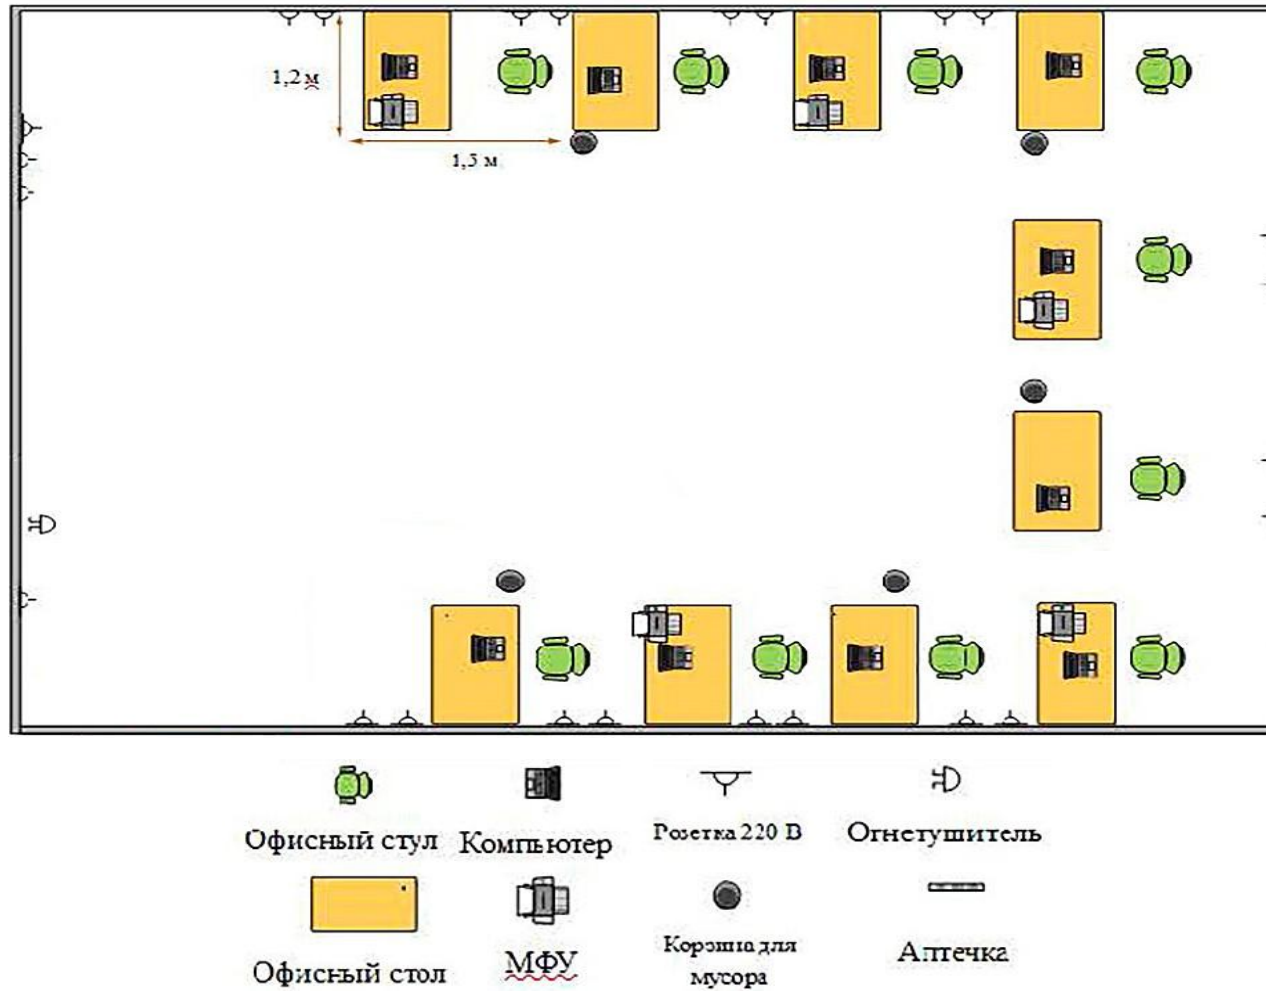 1,2 м
1,5 м
Офисный стул
Компьютер
Розетка 220 В
Огнетушитель
Офисный стол
МФУ
Корзина для
мусора
Аптечка